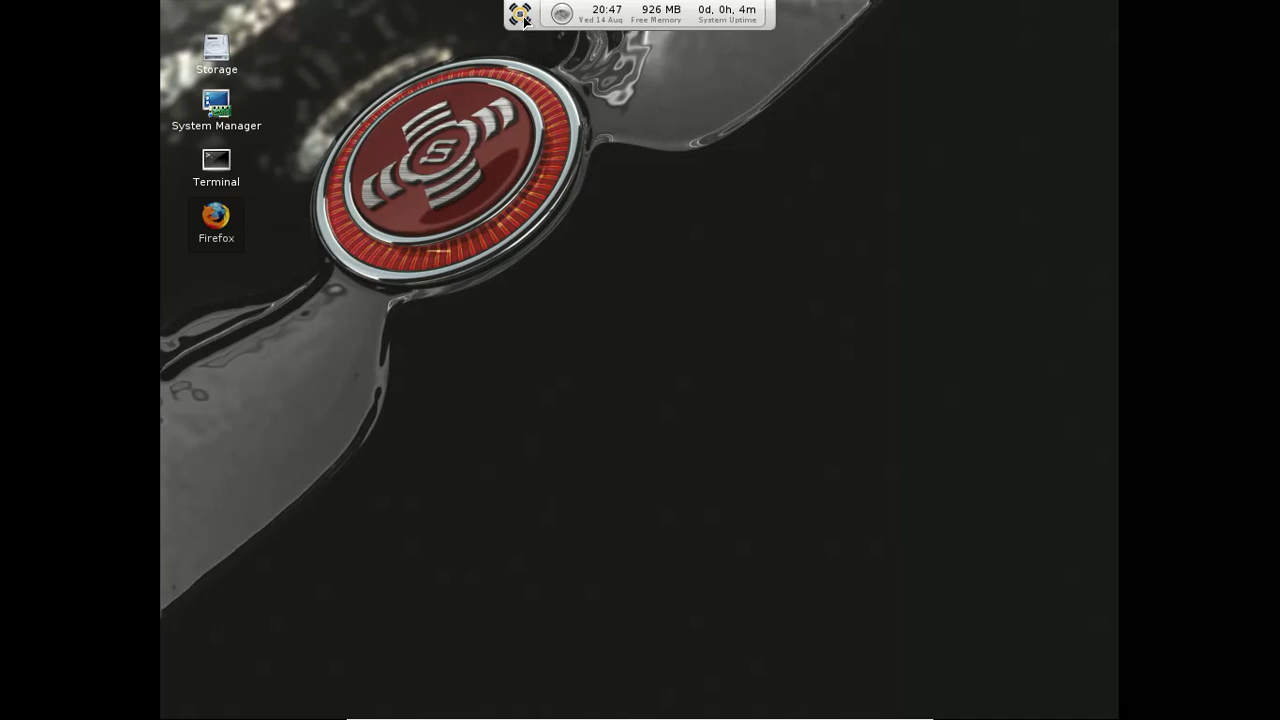 20:47 926 MB 0d, 0h, 4m
Wed 14 Aug Free Memory System Uptime
Storage
System Manager
Terminal
Firefox
S